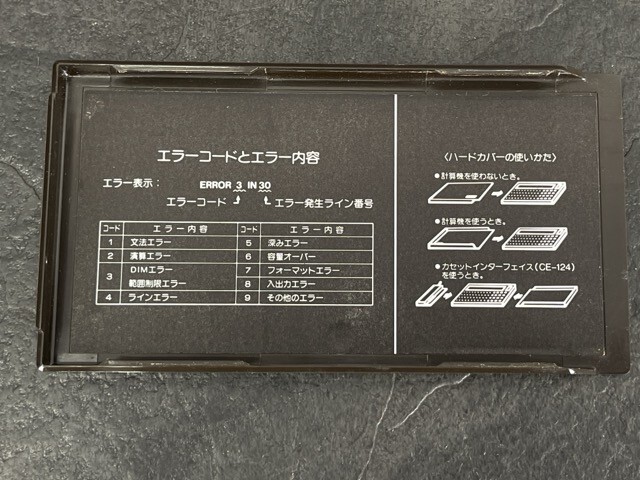 エラーコードとエラー内容
エラー表示: ERROR 3 IN 30
エラーコード エラー発生ライン番号
コード エラー内容 コード エラー内容
1 文法エラー 5 深みエラー
2 演算エラー 6 容量オーバー
3 DIMエラー 7 フォーマットエラー
範囲制限エラー 8 入出力エラー
4 ラインエラー 9 その他のエラー
〈ハードカバーの使いかた〉
●計算機を使わないとき。
●計算機を使うとき。
●カセットインターフェイス(CE-124)
を使うとき。